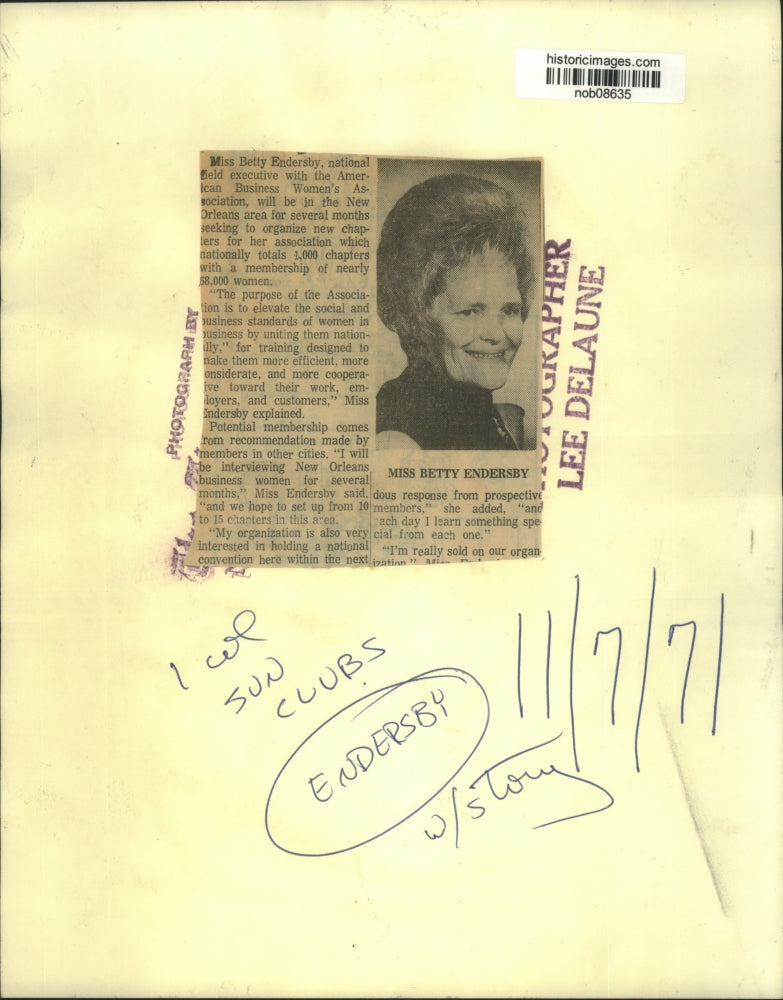 historicimages.com
nob08635
Miss Betty Endersby, national
field executive with the Amer-
ican Business Women's As-
sociation, will be in the New
Orleans area for several months
seeking to organize new chap-
ters for her association which
nationally totals 1,000 chapters
with a membership of nearly
68,000 women.
"The purpose of the Associa-
tion is to elevate the social and
business standards of women in
business by uniting them nation-
ally," for training designed to
make them more efficient, more
onsiderate, and more coopera-
ive toward their work, em-
ployers, and customers," Miss
Endersby explained.
Potential membership comes
from recommendation made by
members in other cities. "I will
be interviewing New Orleans
business women for several
months," Miss Endersby said,
"and we hope to set up from 10
to 15 chapters in this area.
"My organization is also very
interested in holding a national
convention here within the next
MISS BETTY ENDERSBY
dous response from prospective
members," she added, "and
each day I learn something spe-
cial from each one."
"I'm really sold on our organ-
ization," Miss
PHOTOGRAPH BY
OGRAPHER
LEE DELAUNE
1 col
SUN
CLUBS
ENDERSBY
w/story
11/7/71